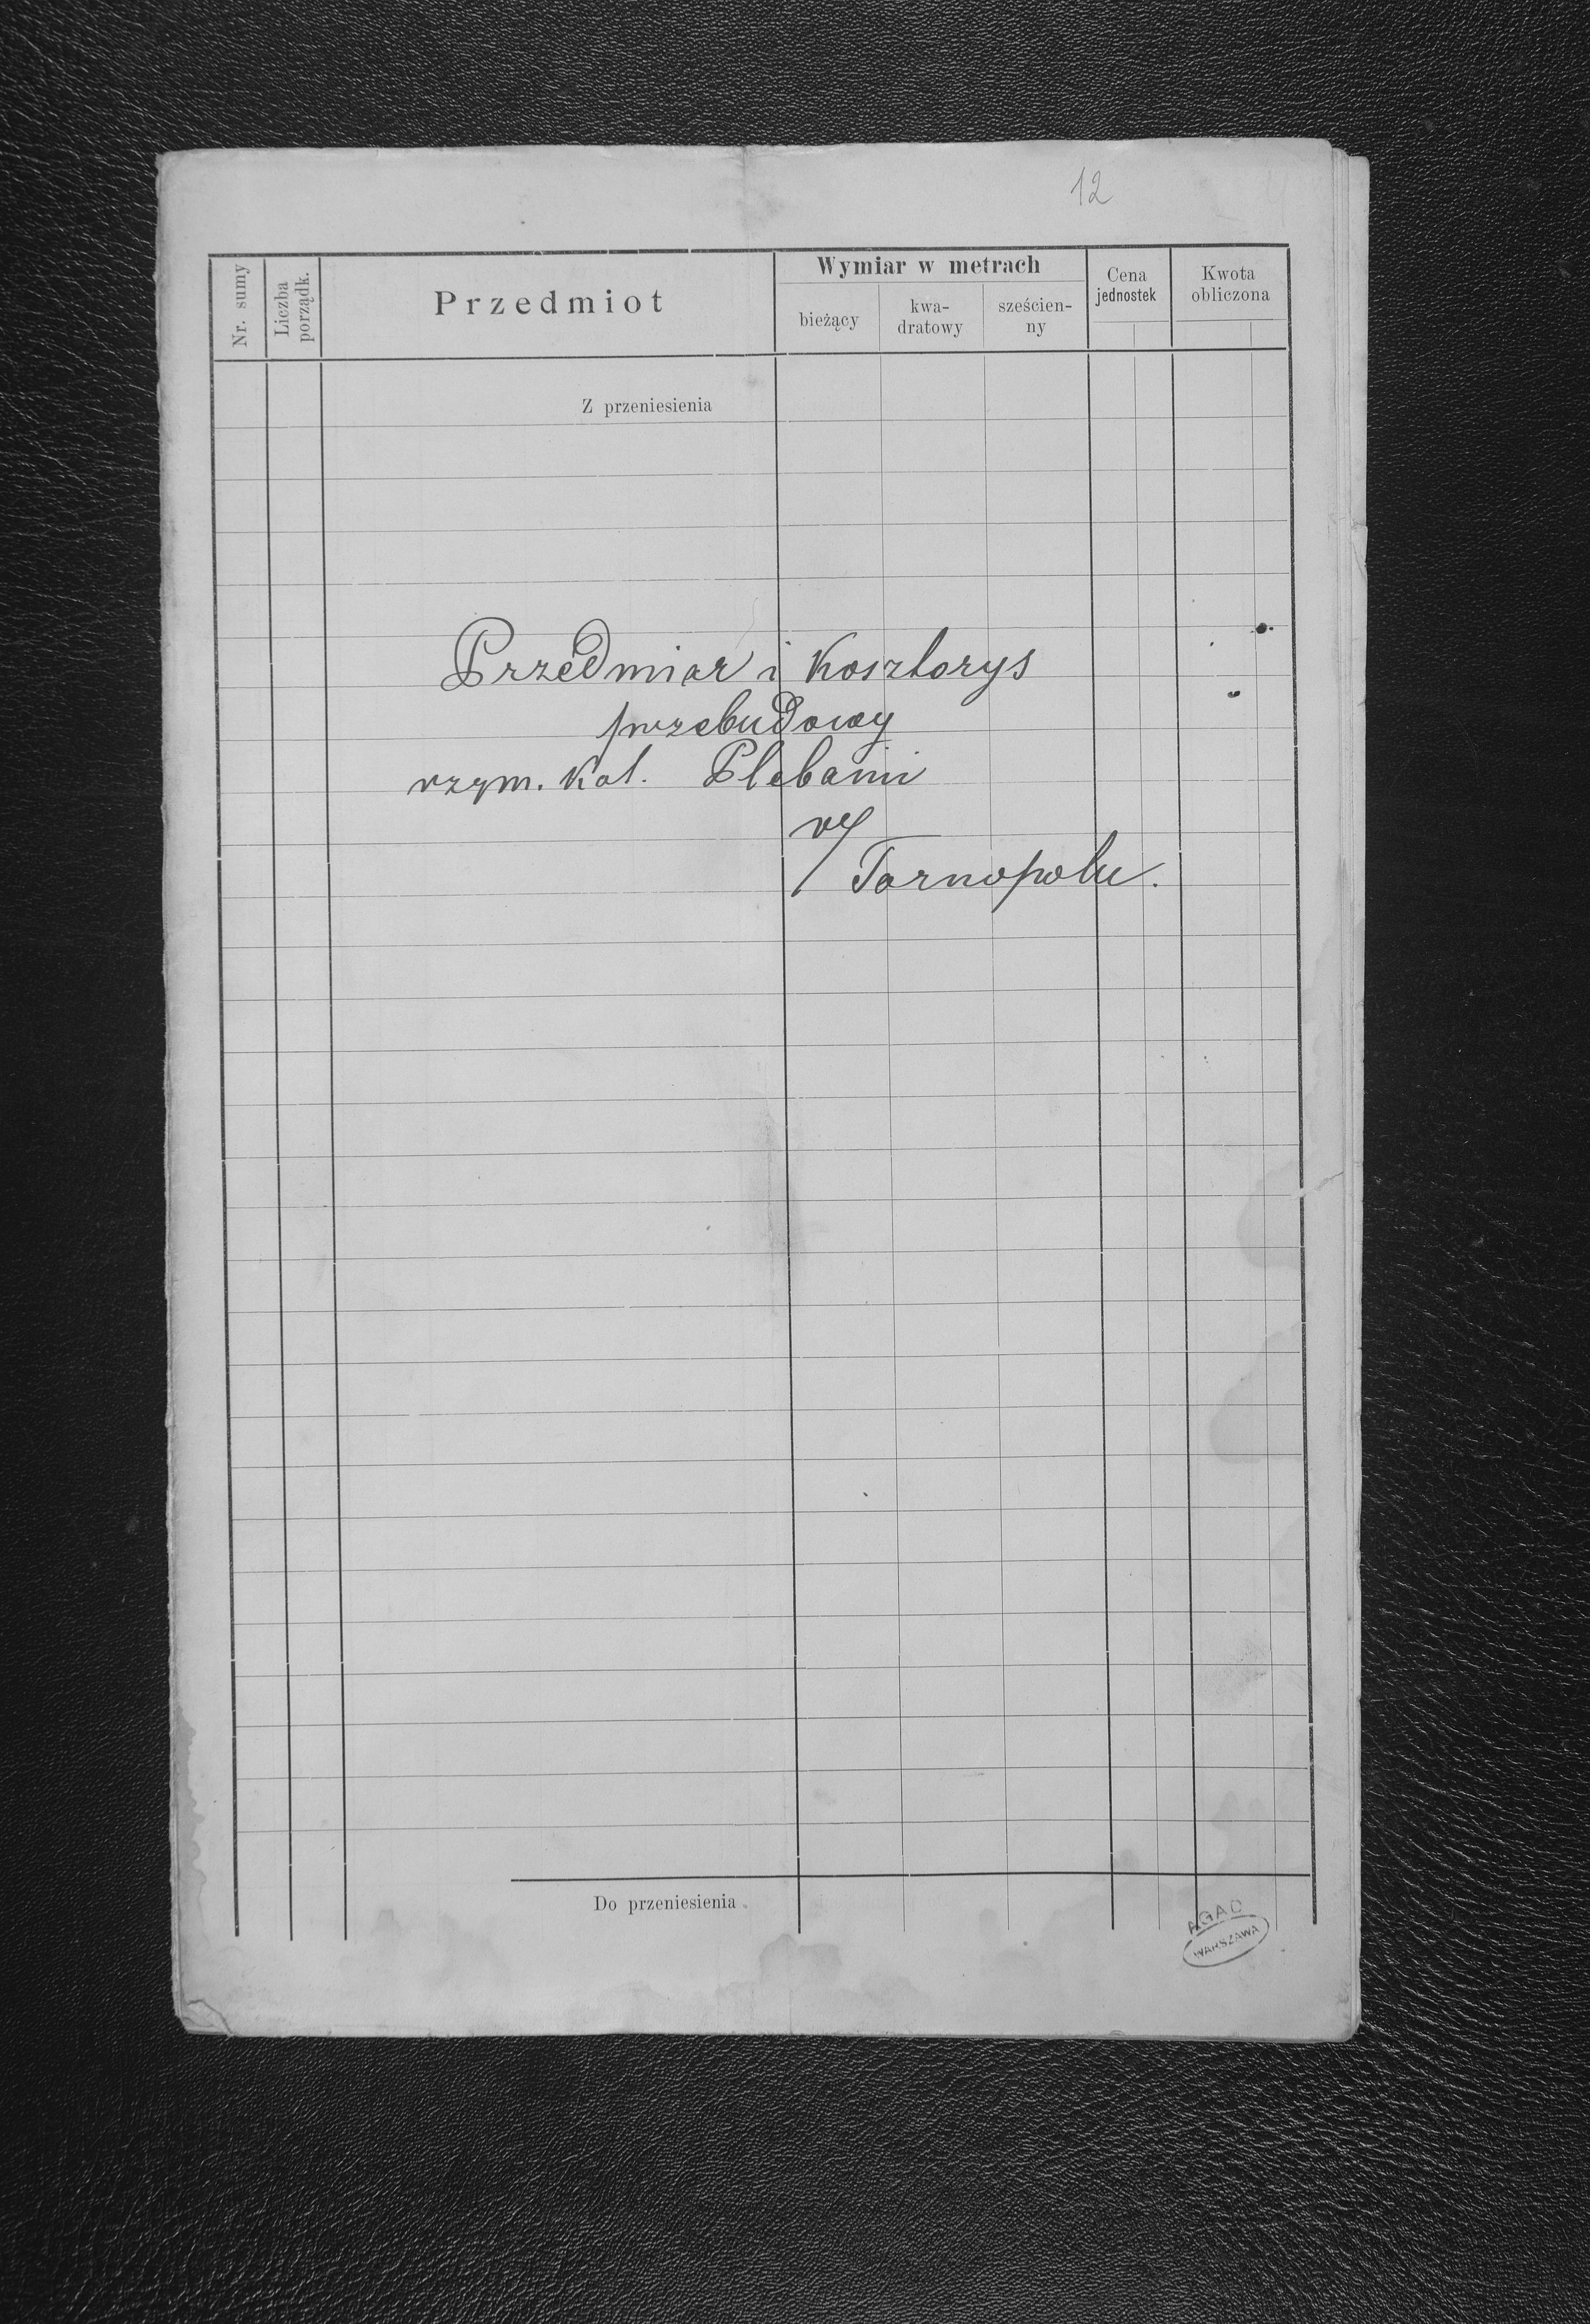 12
Nr. sumy
Liczba
porządk.
Przedmiot
Wymiar w metrach
bieżący
kwa-
dratowy
sześcien-
ny
Cena
jednostek
Kwota
obliczona
Z przeniesienia
Przedmiar i Kosztorys
przebudowy
rzym. kat. Plebanii
w
Tarnopolu.
Do przeniesienia
AGAD
WARSZAWA